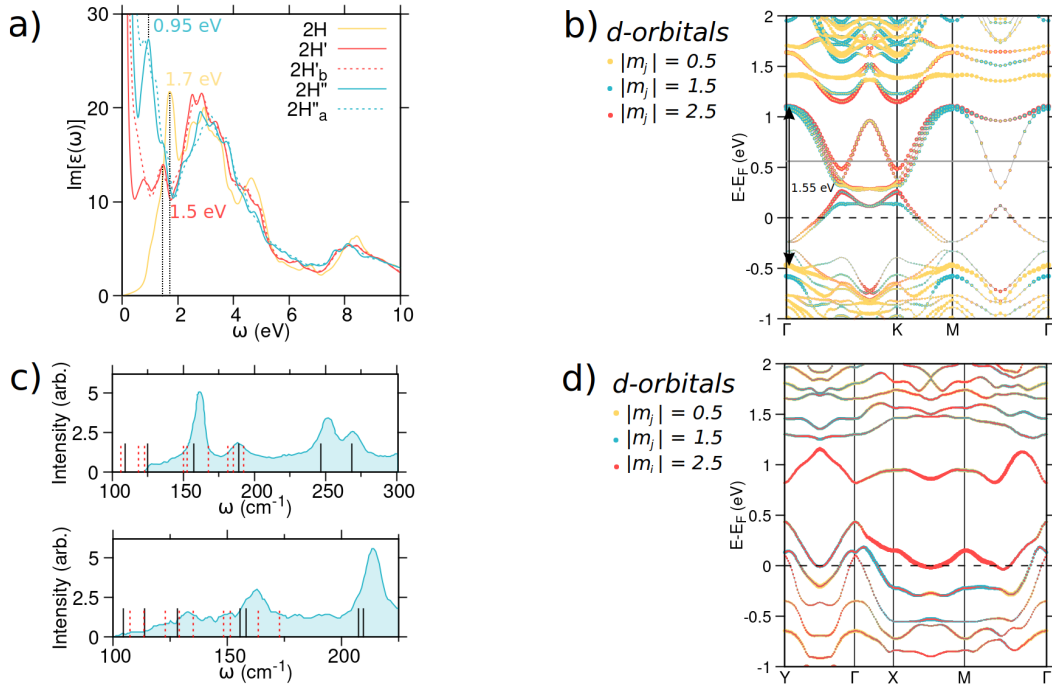 a)
30
20
10
0
Im[ε(ω)]
0.95 eV
1.7 eV
1.5 eV
2H
2H'
2H'b
2H"
2H"a
0 2 4 6 8 10
ω (eV)
b)
d-orbitals
|mj| = 0.5
|mj| = 1.5
|mj| = 2.5
2
1.5
1
0.5
0
-0.5
-1
E-EF (eV)
1.55 eV
Γ K M Γ
c)
Intensity (arb.)
5
2.5
0
100 125 150 175 200 225 250 275 300
ω (cm-1)
Intensity (arb.)
5
2.5
0
100 150 200
ω (cm-1)
d)
d-orbitals
|mj| = 0.5
|mj| = 1.5
|mj| = 2.5
2
1.5
1
0.5
0
-0.5
-1
E-EF (eV)
Y Γ X M Γ